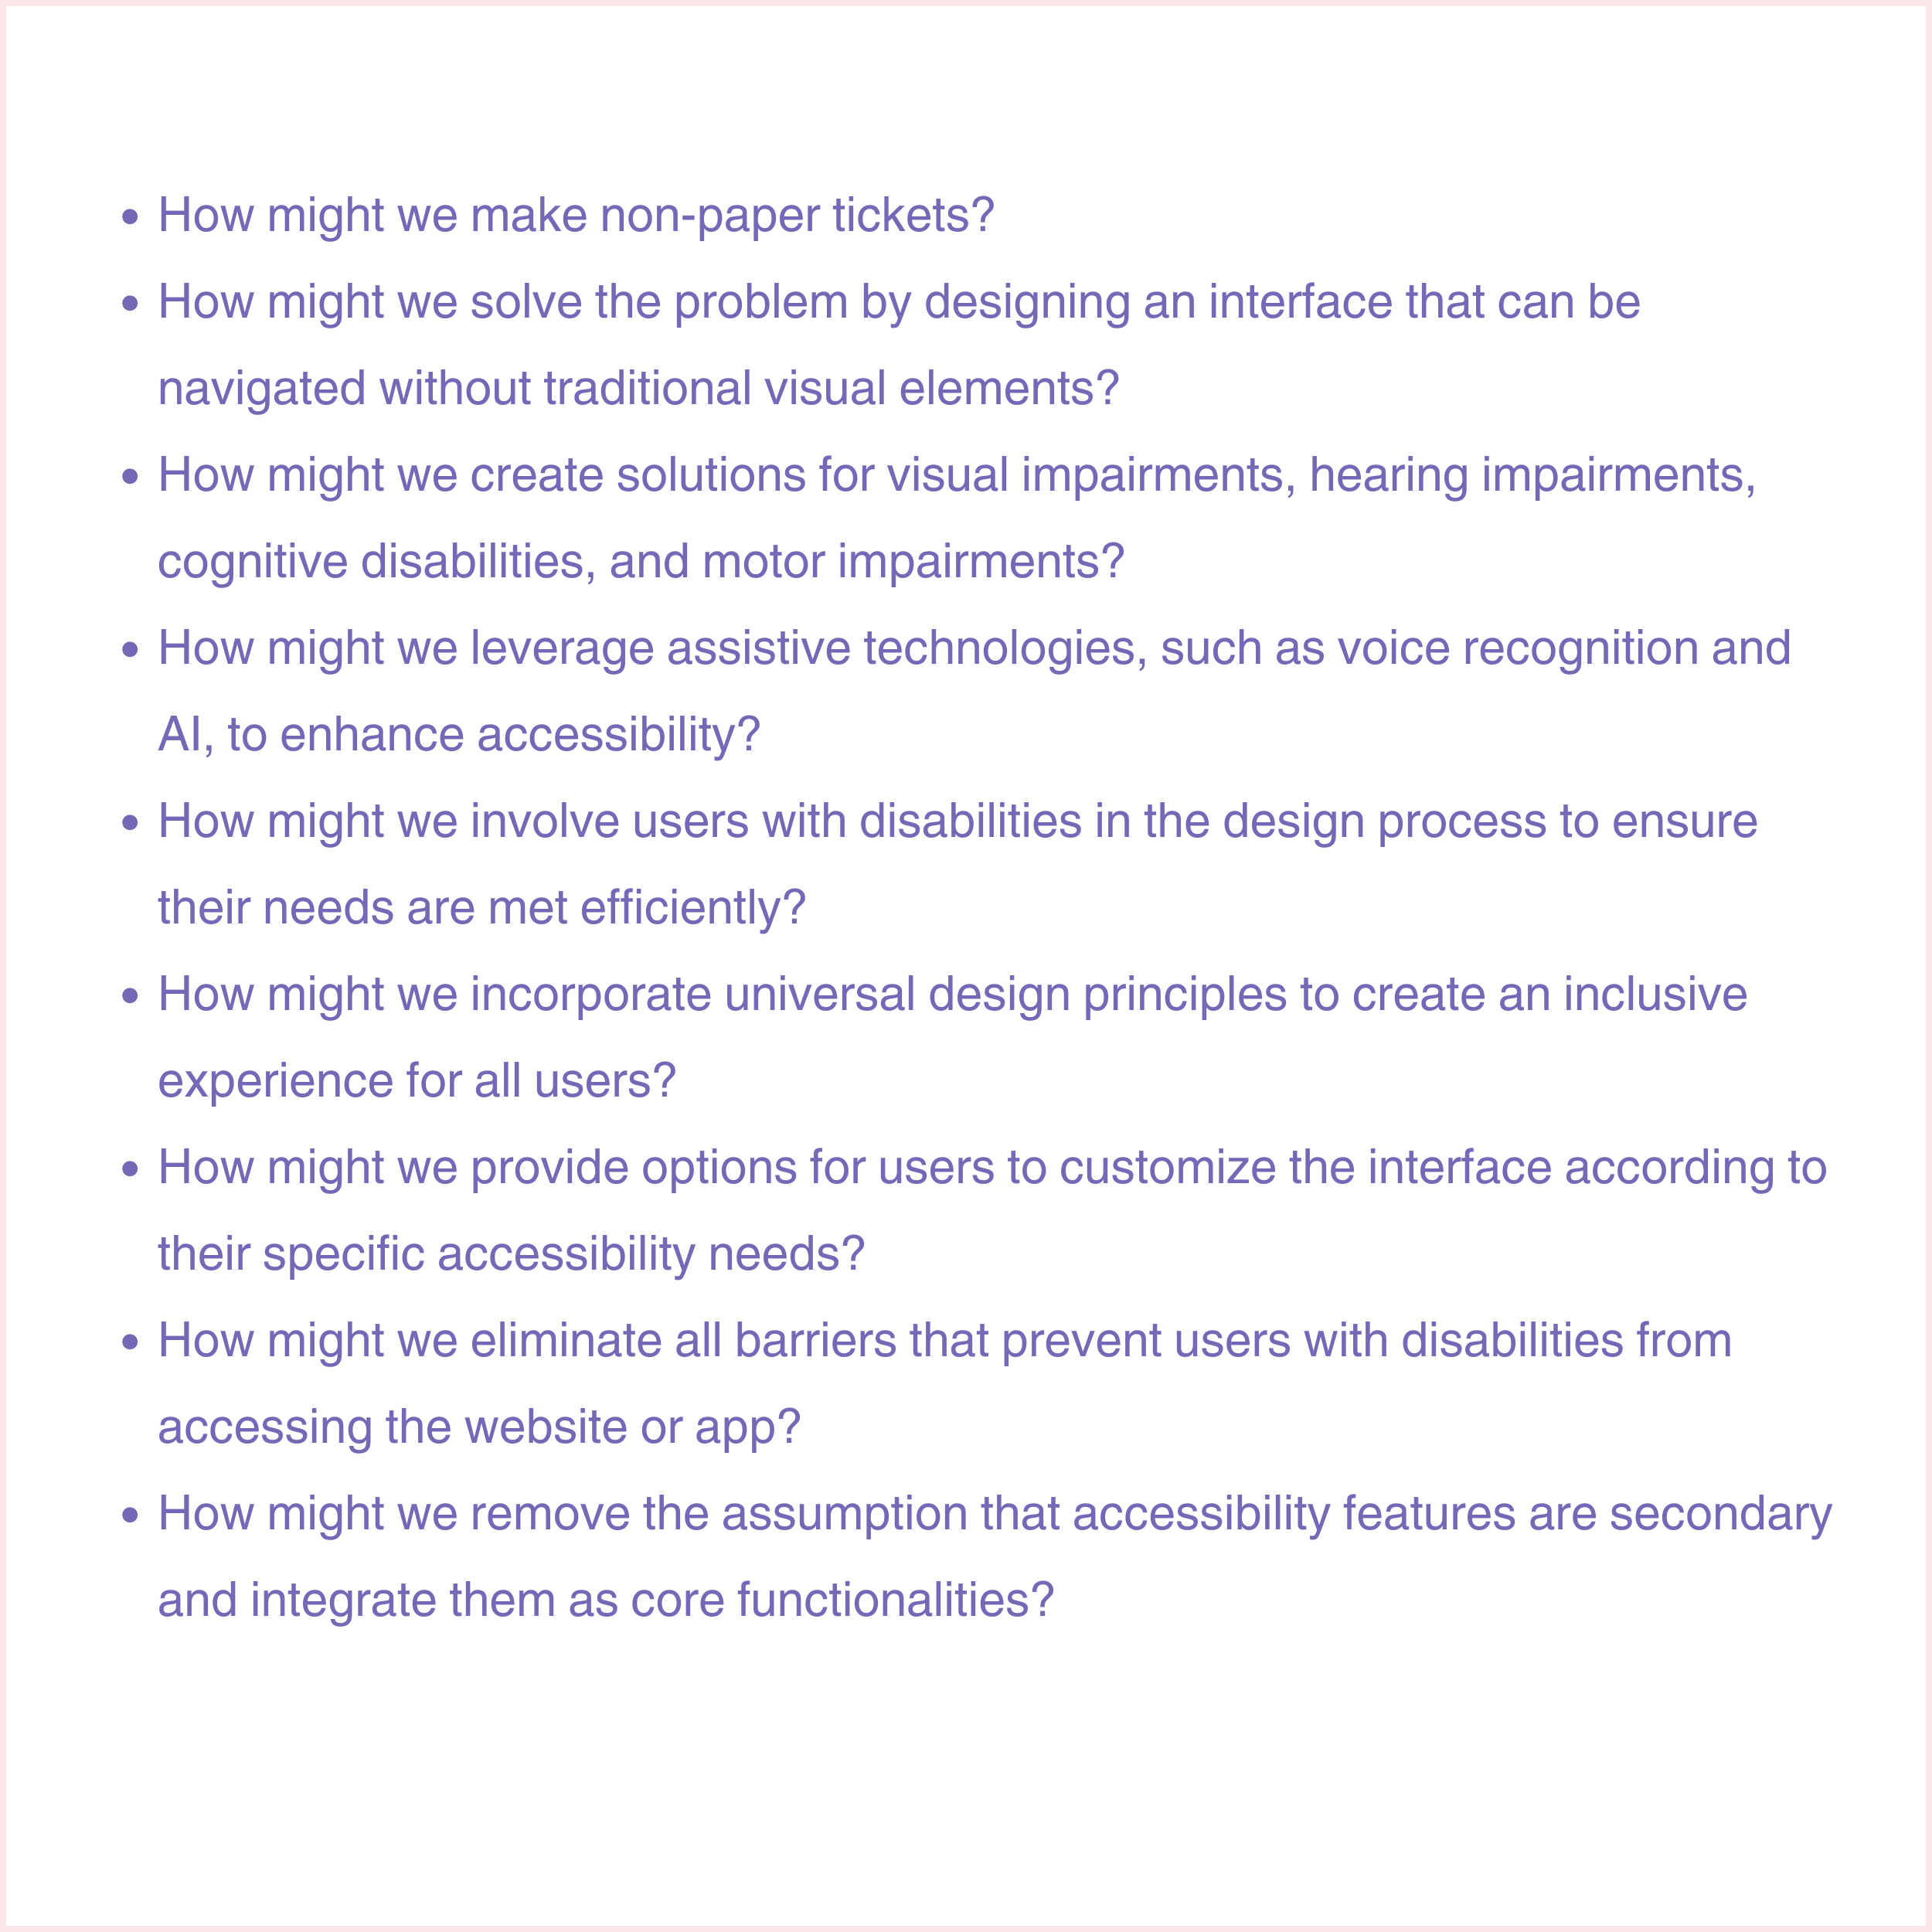 • How might we make non-paper tickets?
• How might we solve the problem by designing an interface that can be
navigated without traditional visual elements?
• How might we create solutions for visual impairments, hearing impairments,
cognitive disabilities, and motor impairments?
• How might we leverage assistive technologies, such as voice recognition and
AI, to enhance accessibility?
• How might we involve users with disabilities in the design process to ensure
their needs are met efficiently?
• How might we incorporate universal design principles to create an inclusive
experience for all users?
• How might we provide options for users to customize the interface according to
their specific accessibility needs?
• How might we eliminate all barriers that prevent users with disabilities from
accessing the website or app?
• How might we remove the assumption that accessibility features are secondary
and integrate them as core functionalities?